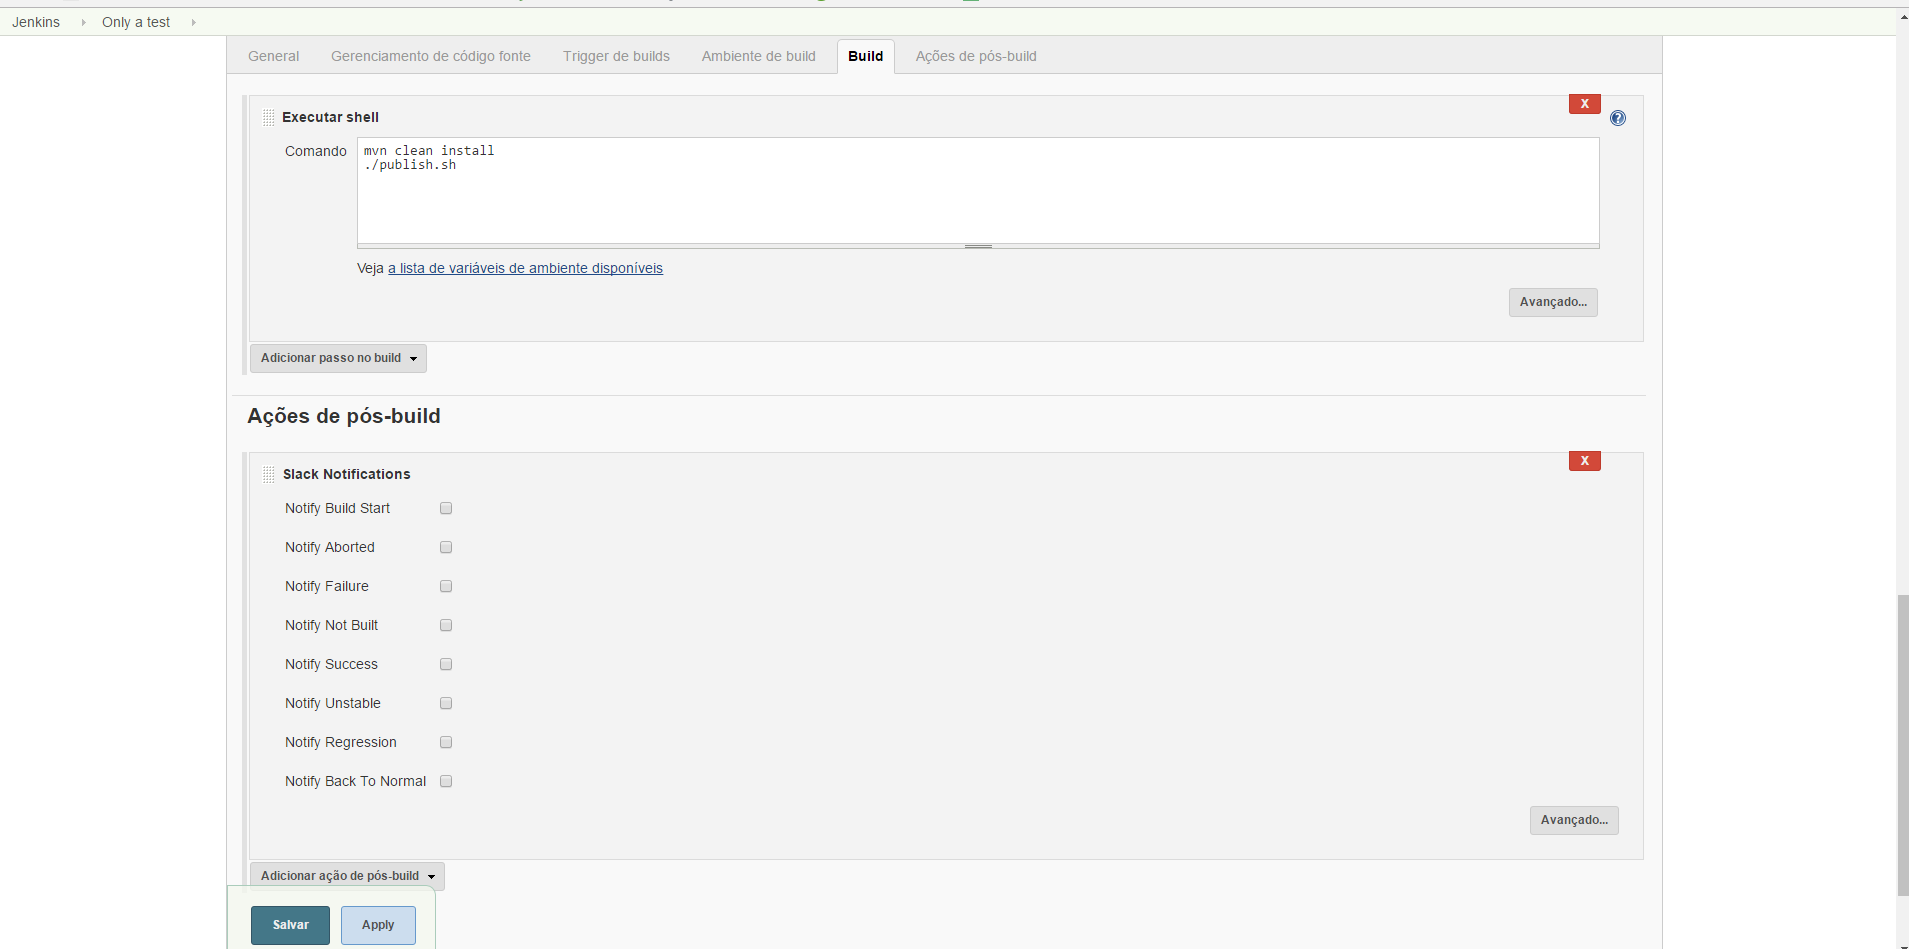 Jenkins Only a test
General Gerenciamento de código fonte Trigger de builds Ambiente de build Build Ações de pós-build
X
Executar shell
?
Comando
mvn clean install
./publish.sh
Veja a lista de variáveis de ambiente disponíveis
Avançado...
Adicionar passo no build
Ações de pós-build
X
Slack Notifications
Notify Build Start
Notify Aborted
Notify Failure
Notify Not Built
Notify Success
Notify Unstable
Notify Regression
Notify Back To Normal
Avançado...
Adicionar ação de pós-build
Salvar Apply